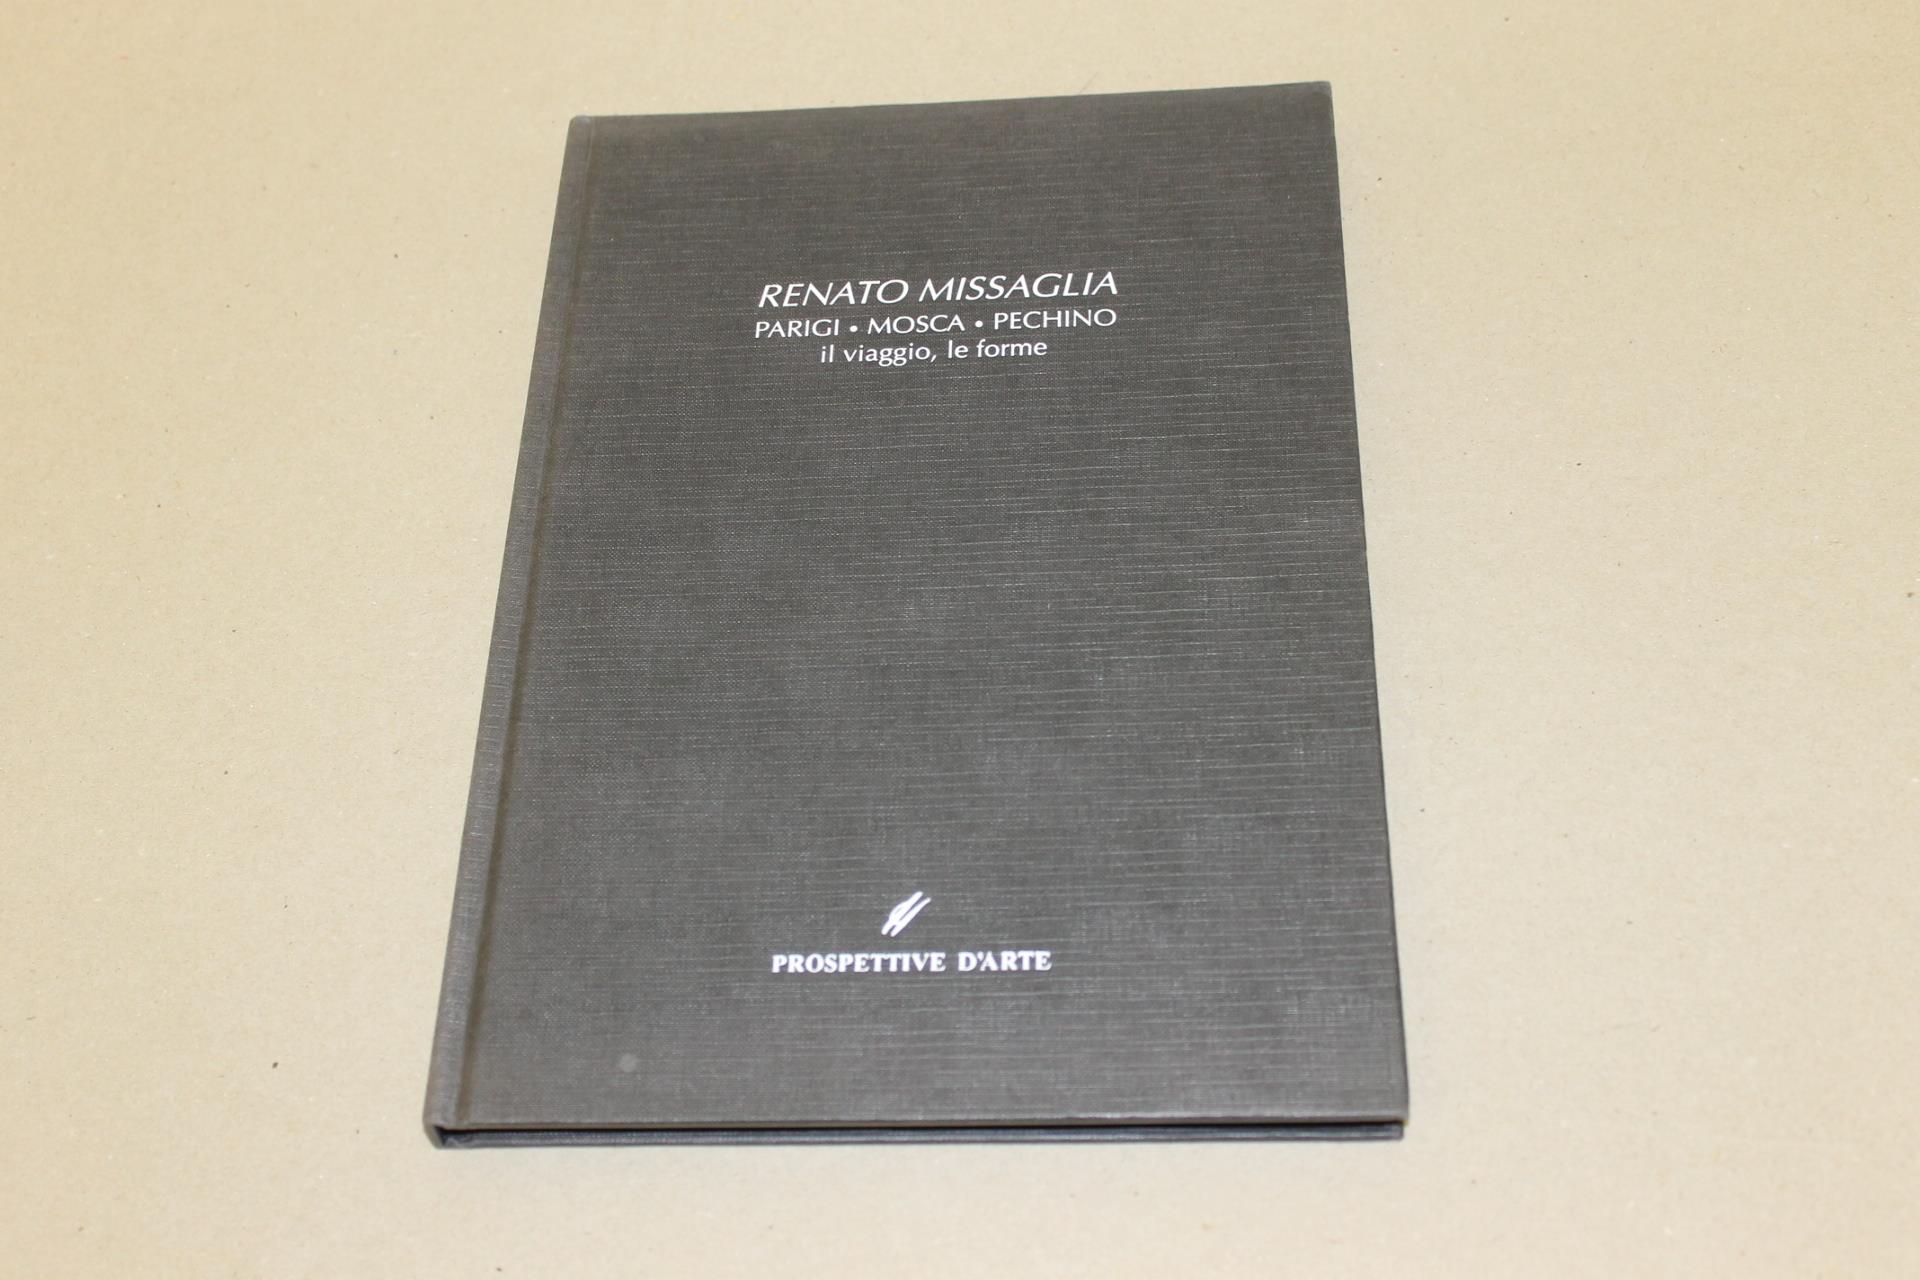 RENATO MISSAGLIA
PARIGI • MOSCA • PECHINO
il viaggio, le forme
PROSPETTIVE D'ARTE